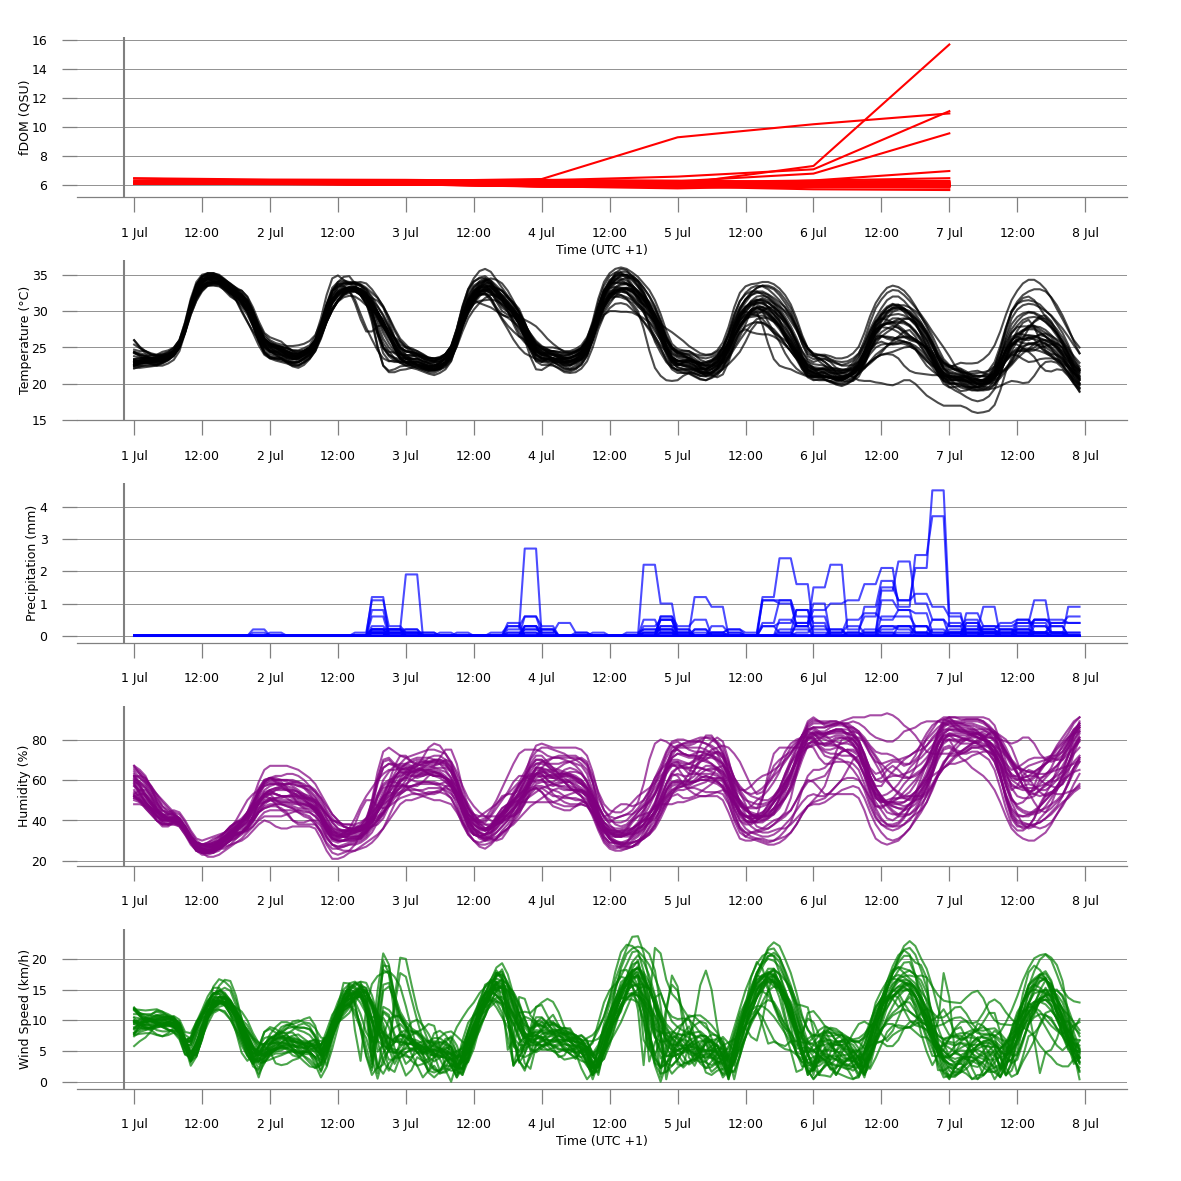 16
14
12
10
8
6
fDOM (QSU)
1 Jul 12:00 2 Jul 12:00 3 Jul 12:00 4 Jul 12:00 5 Jul 12:00 6 Jul 12:00 7 Jul 12:00 8 Jul
Time (UTC +1)
35
30
25
20
15
Temperature (°C)
1 Jul 12:00 2 Jul 12:00 3 Jul 12:00 4 Jul 12:00 5 Jul 12:00 6 Jul 12:00 7 Jul 12:00 8 Jul
4
3
2
1
0
Precipitation (mm)
1 Jul 12:00 2 Jul 12:00 3 Jul 12:00 4 Jul 12:00 5 Jul 12:00 6 Jul 12:00 7 Jul 12:00 8 Jul
80
60
40
20
Humidity (%)
1 Jul 12:00 2 Jul 12:00 3 Jul 12:00 4 Jul 12:00 5 Jul 12:00 6 Jul 12:00 7 Jul 12:00 8 Jul
20
15
10
5
0
Wind Speed (km/h)
1 Jul 12:00 2 Jul 12:00 3 Jul 12:00 4 Jul 12:00 5 Jul 12:00 6 Jul 12:00 7 Jul 12:00 8 Jul
Time (UTC +1)